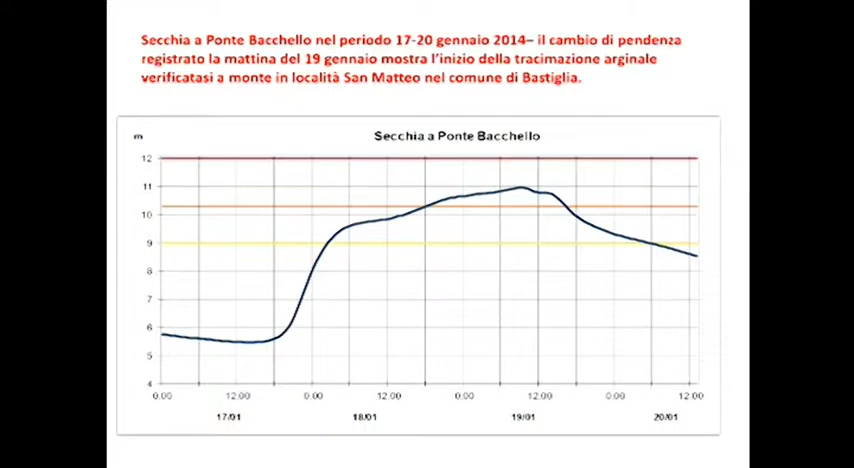 Secchia a Ponte Bacchello nel periodo 17-20 gennaio 2014– il cambio di pendenza
registrato la mattina del 19 gennaio mostra l'inizio della tracimazione arginale
verificatasi a monte in località San Matteo nel comune di Bastiglia.
m
Secchia a Ponte Bacchello
12
11
10
9
8
7
6
5
4
0.00 12.00 0.00 12.00 0.00 12.00 0.00 12.00
17/01 18/01 19/01 20/01